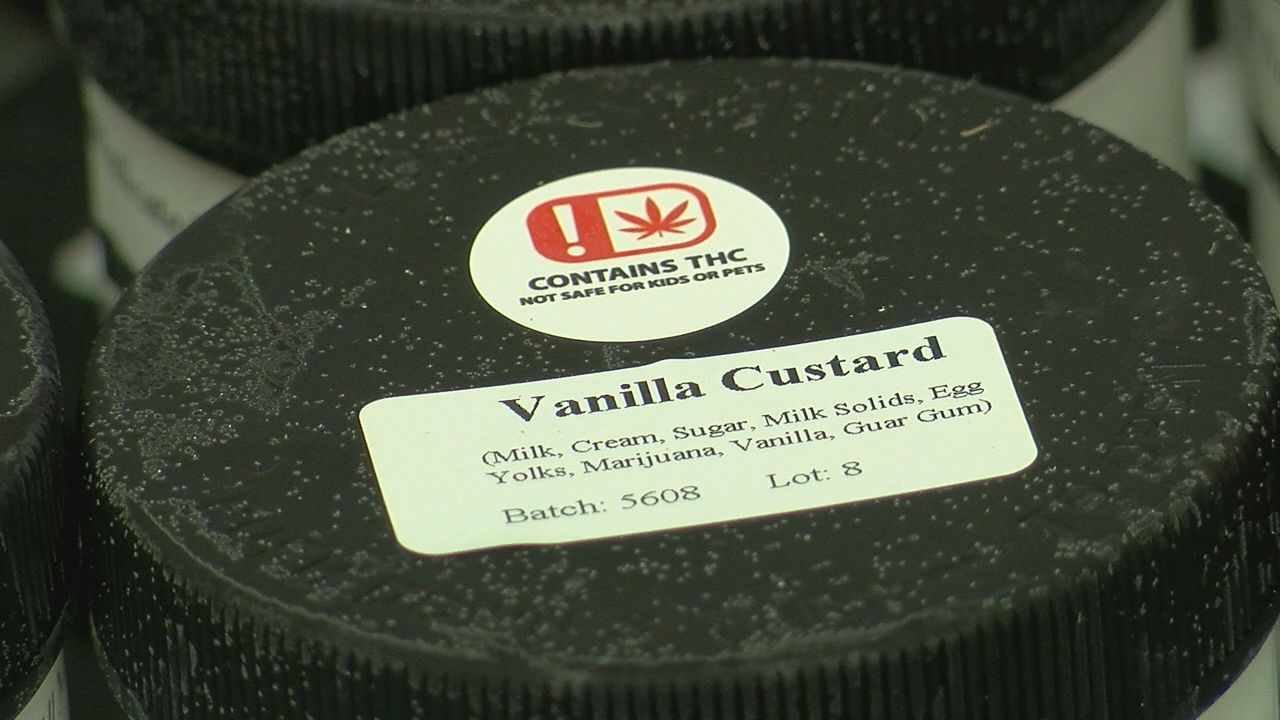 !
CONTAINS THC
NOT SAFE FOR KIDS OR PETS
Vanilla Custard
(Milk, Cream, Sugar, Milk Solids, Egg
Yolks, Marijuana, Vanilla, Guar Gum)
Batch: 5608 Lot: 8